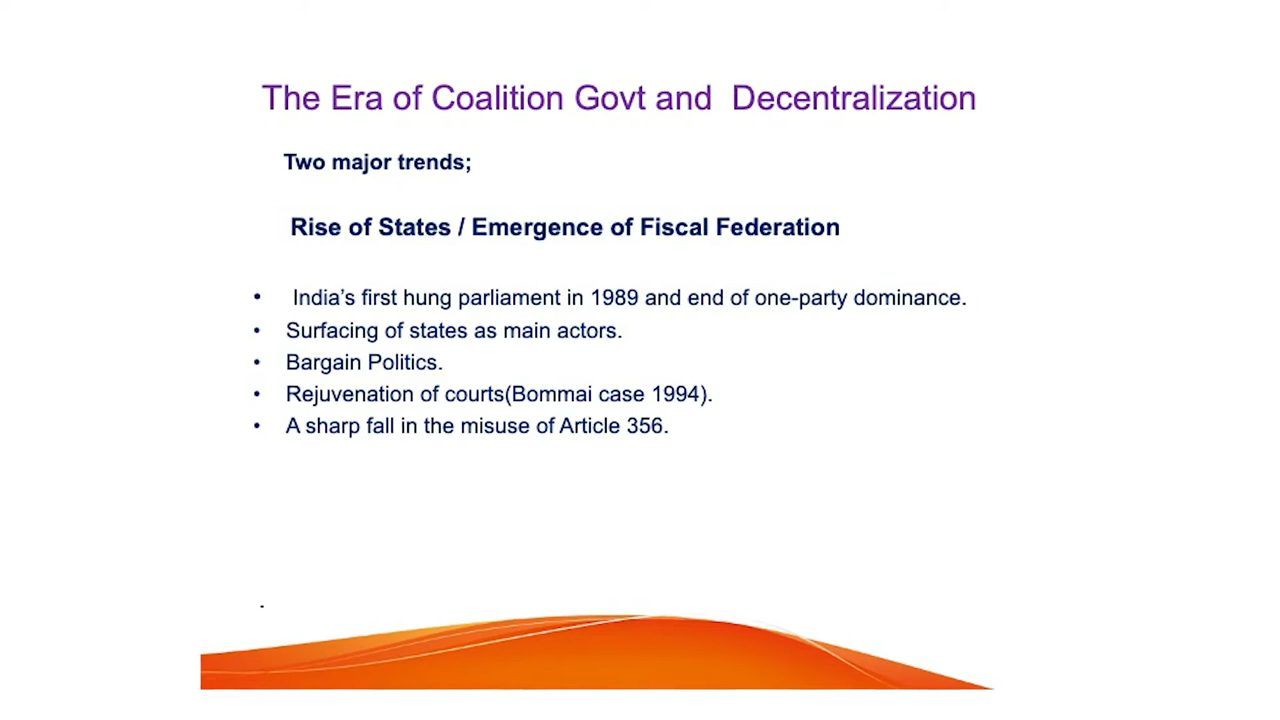 The Era of Coalition Govt and Decentralization
Two major trends;
Rise of States / Emergence of Fiscal Federation
• India’s first hung parliament in 1989 and end of one-party dominance.
• Surfacing of states as main actors.
• Bargain Politics.
• Rejuvenation of courts(Bommai case 1994).
• A sharp fall in the misuse of Article 356.
.